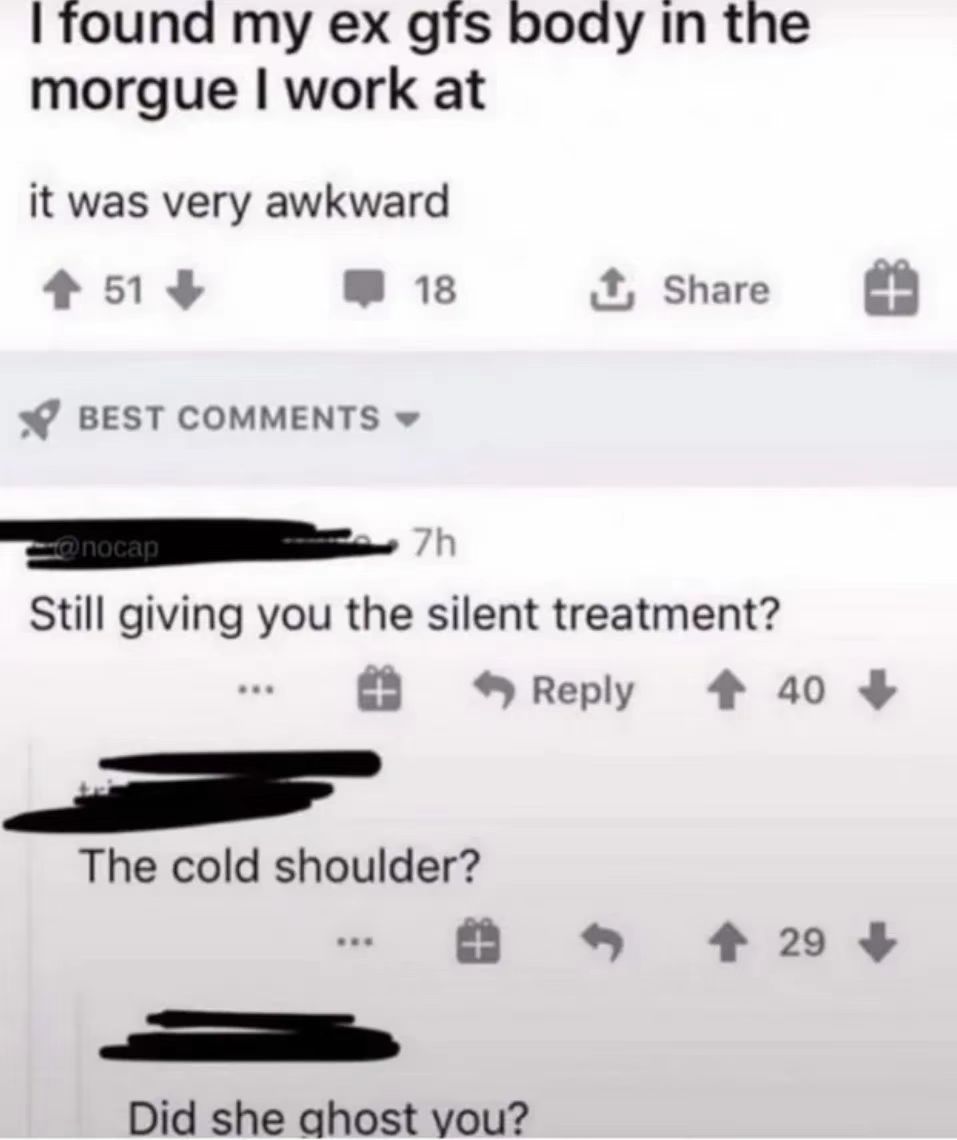 I found my ex gfs body in the
morgue I work at
it was very awkward
51
18
Share
BEST COMMENTS
@nocap
7h
Still giving you the silent treatment?
... Reply 40
The cold shoulder?
... 29
Did she ghost you?